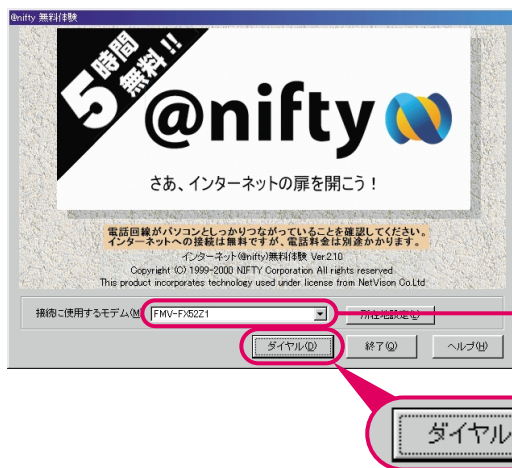 @nifty 無料体験
5時間無料!!
@nifty
さあ、インターネットの扉を開こう！
電話回線がパソコンとしっかりつながっていることを確認してください。
インターネットへの接続は無料ですが、電話料金は別途かかります。
インターネット(@nifty)無料体験 Ver.2.10
Copyright (C) 1999-2000 NIFTY Corporation All rights reserved
This product incorporates technology used under license from NetVison Co.Ltd
接続に使用するモデム(M) FMV-FX52Z1 所在地設定(L)
ダイヤル(D) 終了(Q) ヘルプ(H)
ダイヤル